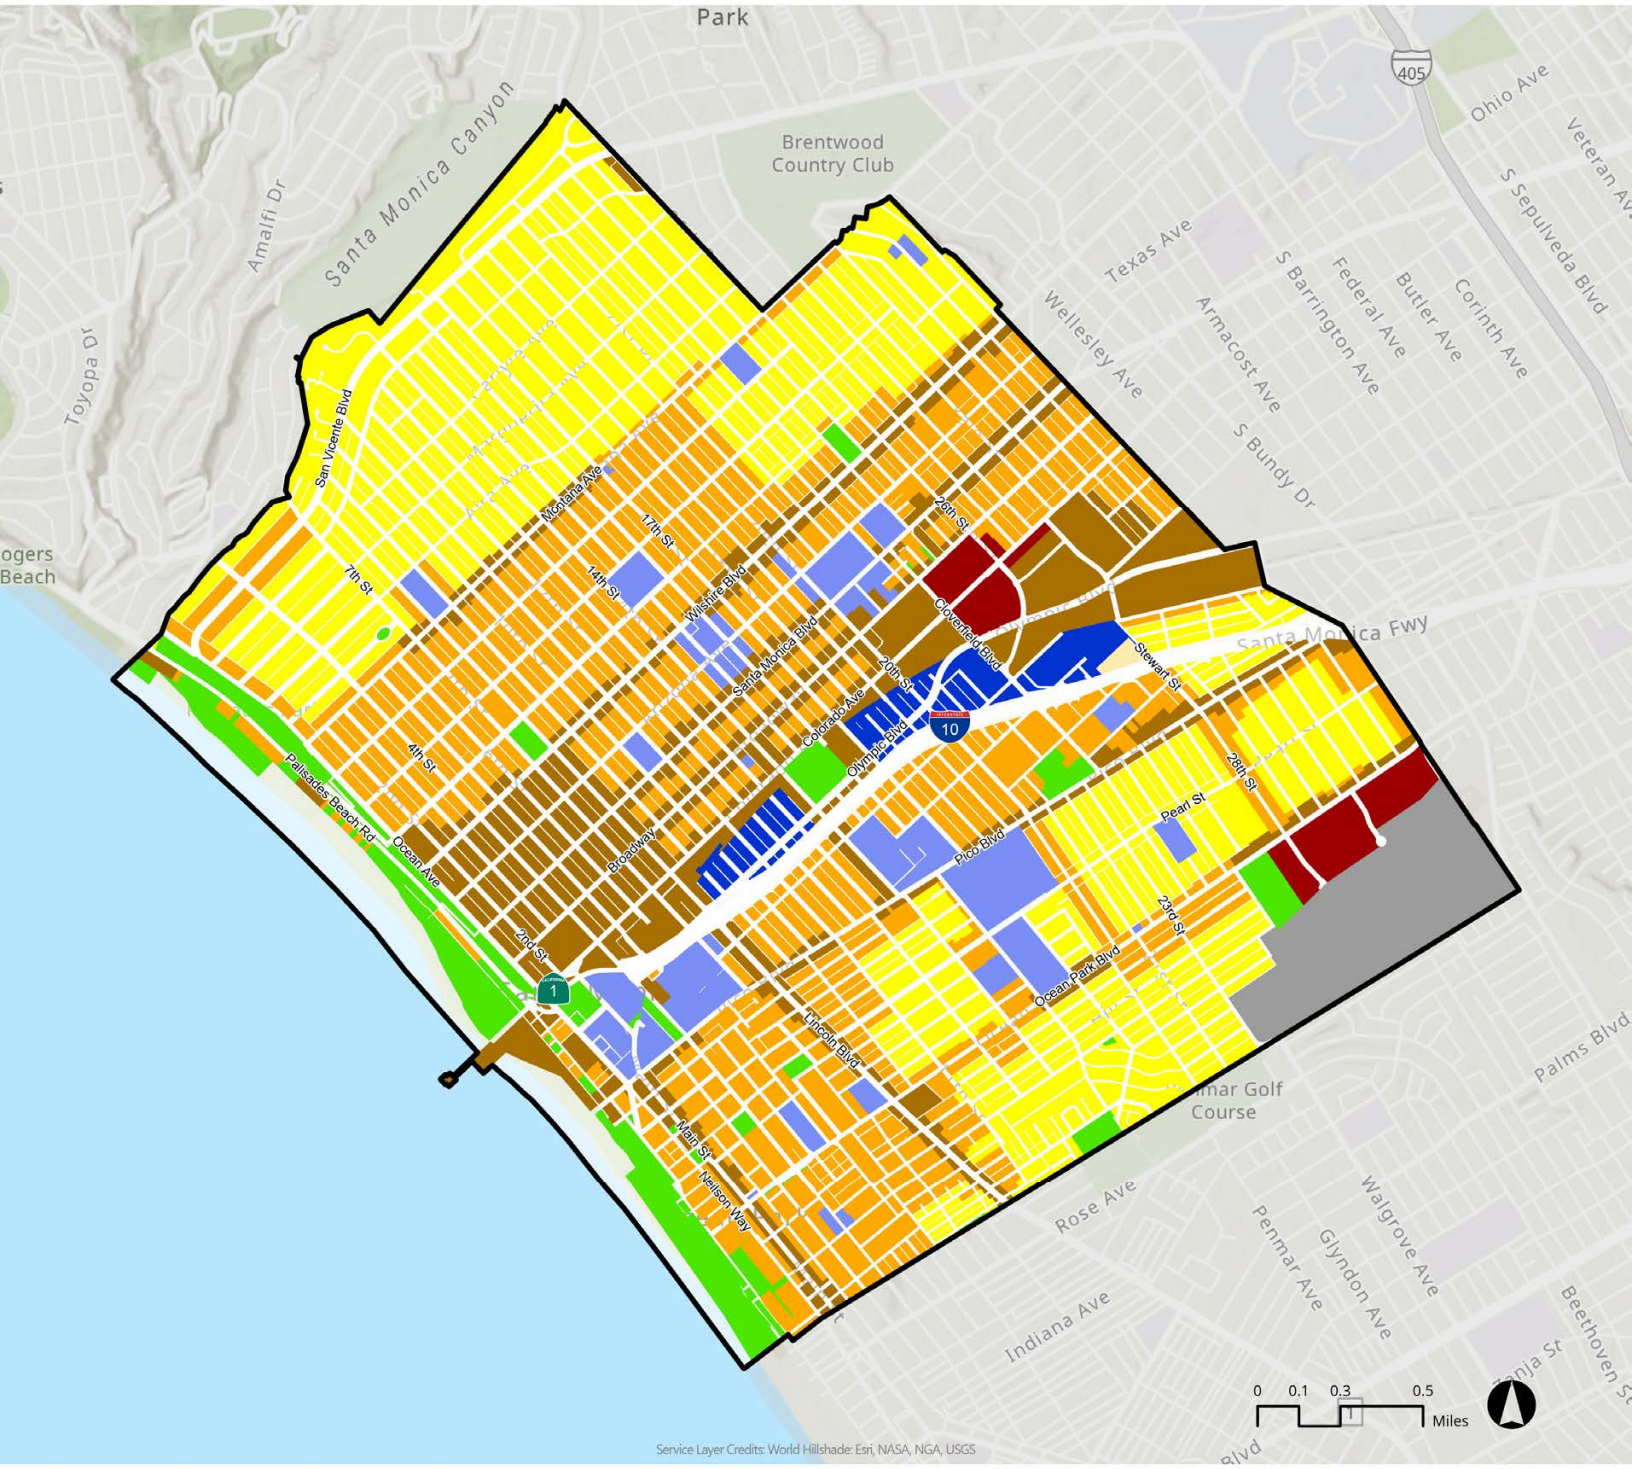 Park
405
Ohio Ave
Veteran Av
Santa Monica Canyon
Brentwood
Country Club
S Sepulveda Blvd
Amalfi Dr
Texas Ave
S Barrington Ave
Federal Ave
Butler Ave
Corinth Ave
Wellesley Ave
Armacost Ave
Toyopa Dr
San Vicente Blvd
S Bundy Dr
Montana Ave
ogers
Beach
7th St
17th St
14th St
26th St
Wilshire Blvd
Santa Monica Blvd
Cloverfield Blvd
Olympic Blvd
Santa Monica Fwy
Stewart St
20th St
Colorado Ave
Olympic Blvd
10
4th St
Palisades Beach Rd
Ocean Ave
Broadway
28th St
Pearl St
Pico Blvd
23rd St
2nd St
1
Ocean Park Blvd
Lincoln Blvd
Palms Blvd
mar Golf
Course
Main St
Neilson Way
Rose Ave
Walgrove Ave
Penmar Ave
Glyndon Ave
Indiana Ave
Beethoven St
anja St
0 0.1 0.3 0.5
Miles
Blvd
Service Layer Credits: World Hillshade: Esri, NASA, NGA, USGS